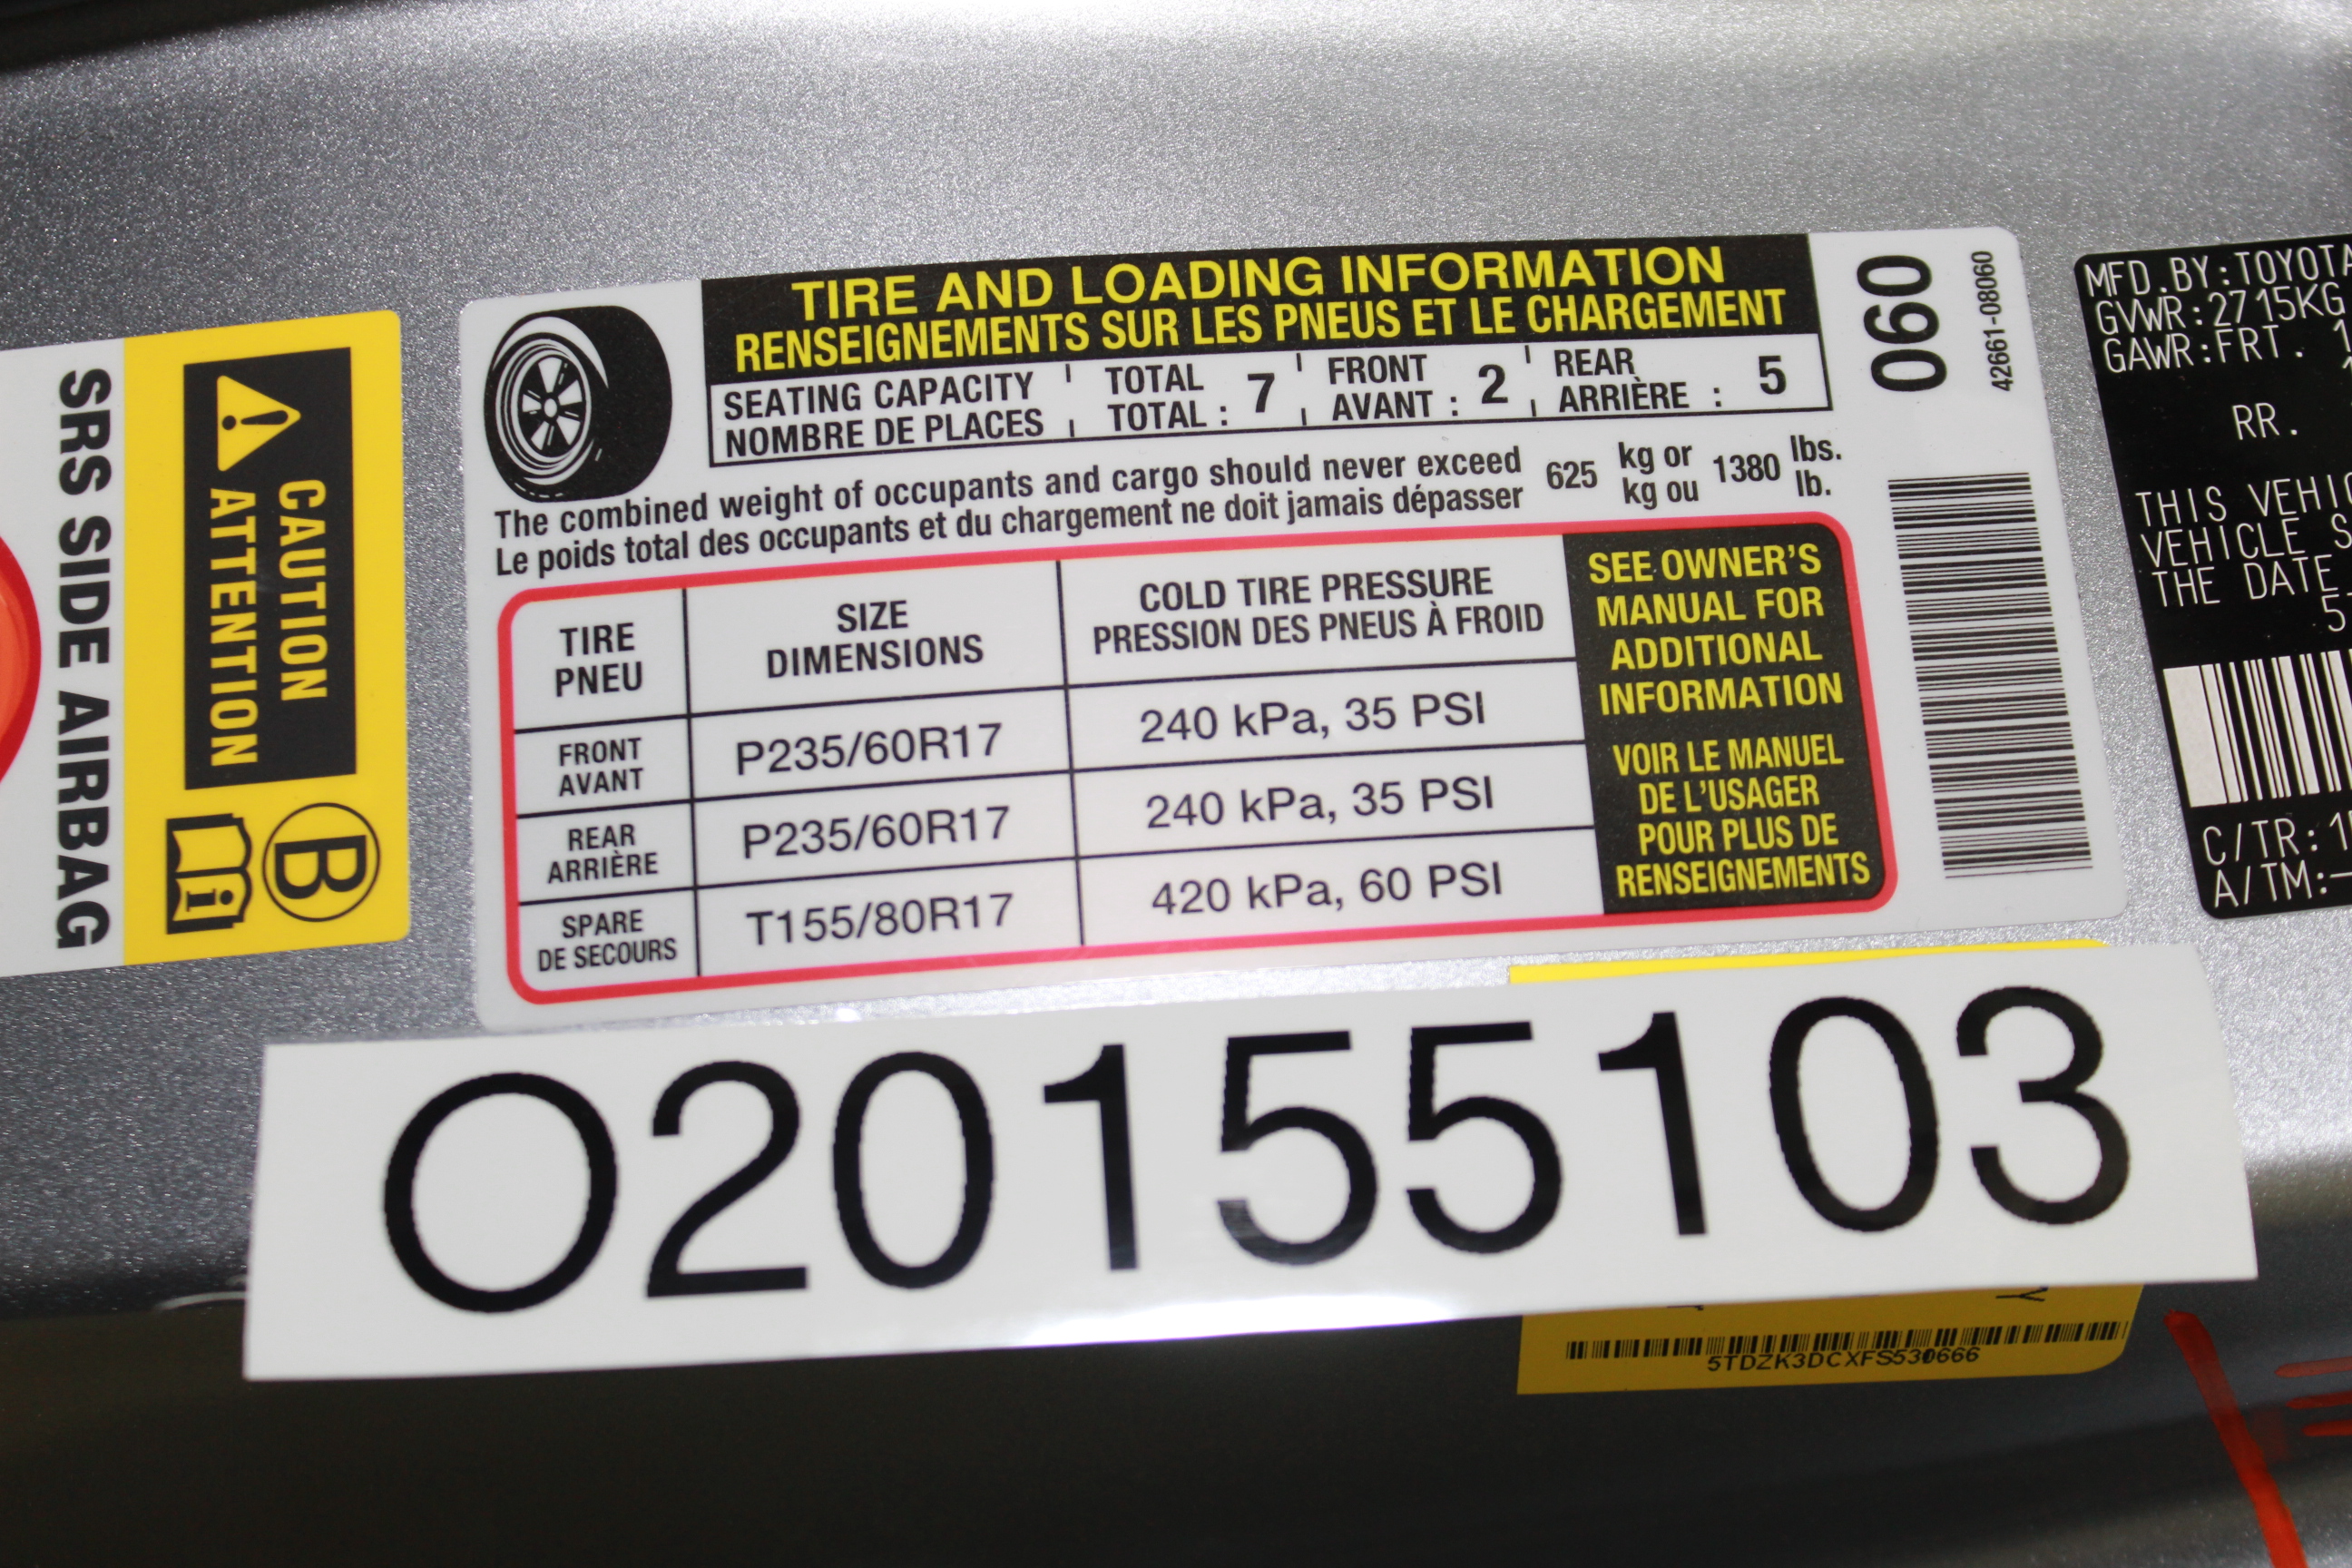 SRS SIDE AIRBAG
CAUTION
ATTENTION
B
i
TIRE AND LOADING INFORMATION
RENSEIGNEMENTS SUR LES PNEUS ET LE CHARGEMENT
SEATING CAPACITY TOTAL FRONT REAR
NOMBRE DE PLACES TOTAL : 7 AVANT : 2 ARRIÈRE : 5
The combined weight of occupants and cargo should never exceed 625 kg or 1380 lbs.
Le poids total des occupants et du chargement ne doit jamais dépasser kg ou lb.
TIRE SIZE COLD TIRE PRESSURE
PNEU DIMENSIONS PRESSION DES PNEUS À FROID
FRONT
AVANT P235/60R17 240 kPa, 35 PSI
REAR
ARRIÈRE P235/60R17 240 kPa, 35 PSI
SPARE
DE SECOURS T155/80R17 420 kPa, 60 PSI
SEE OWNER'S
MANUAL FOR
ADDITIONAL
INFORMATION
VOIR LE MANUEL
DE L'USAGER
POUR PLUS DE
RENSEIGNEMENTS
060
42661-08060
MFD.BY:TOYOTA
GVWR:2715KG
GAWR:FRT. 1
RR.
THIS VEHIC
VEHICLE S
THE DATE
5
C/TR:1
A/TM:-
O20155103
5TDZK3DCXFS530666